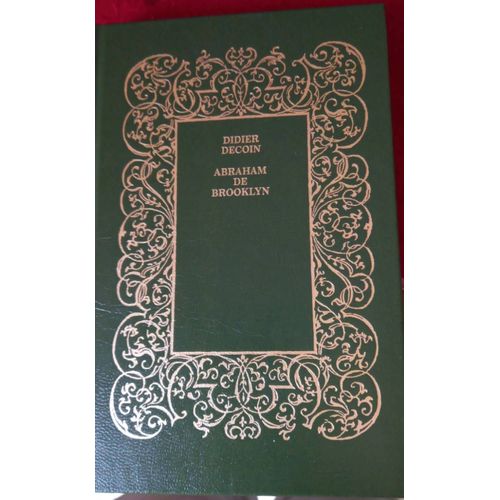 DIDIER
DECOIN
ABRAHAM
DE
BROOKLYN